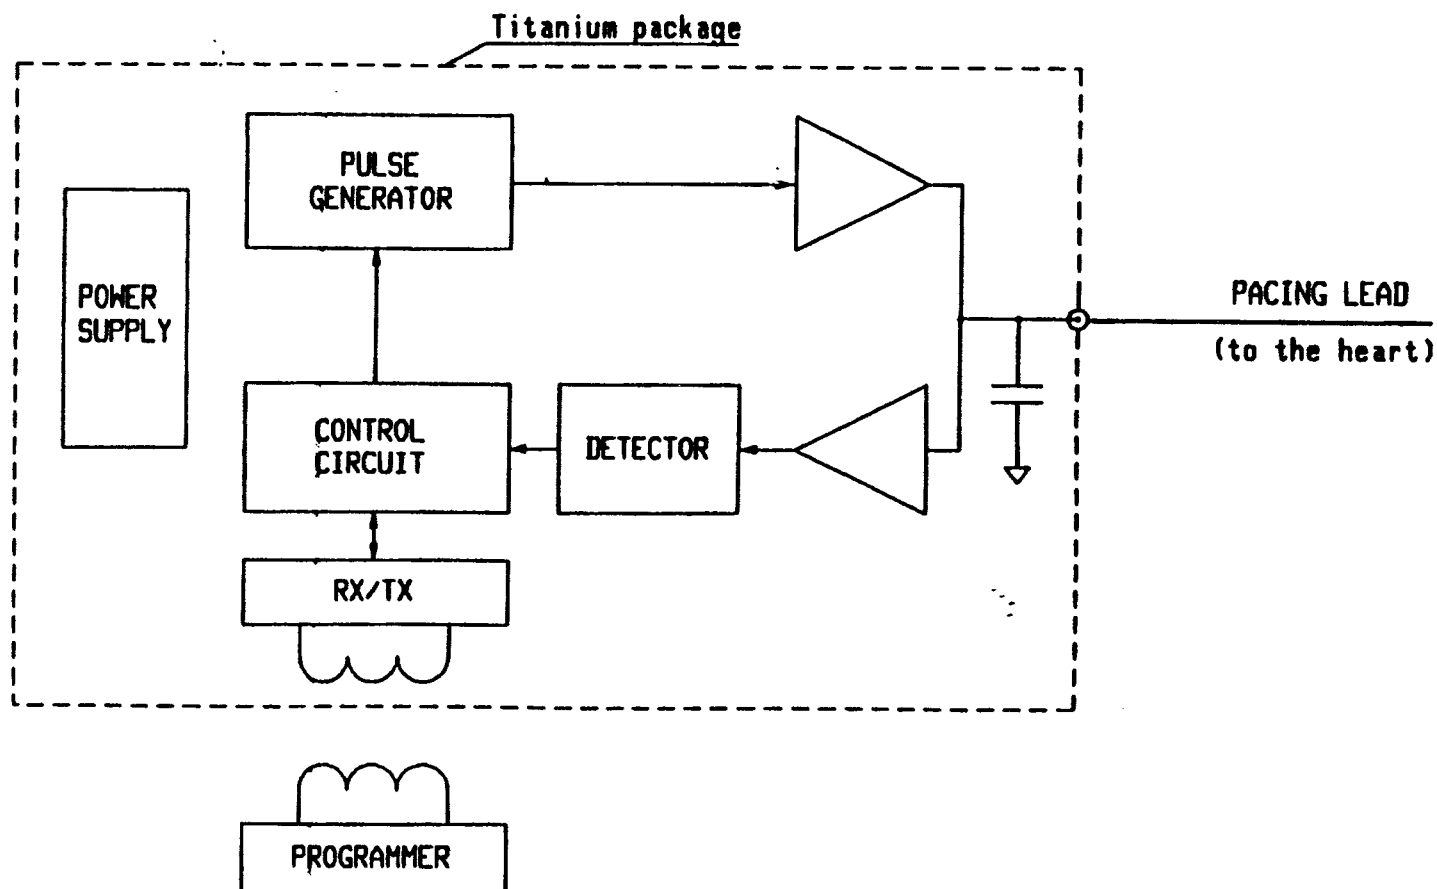 Titanium package
PULSE
GENERATOR
POWER
SUPPLY
PACING LEAD
(to the heart)
CONTROL
CIRCUIT
DETECTOR
RX/TX
PROGRAMMER